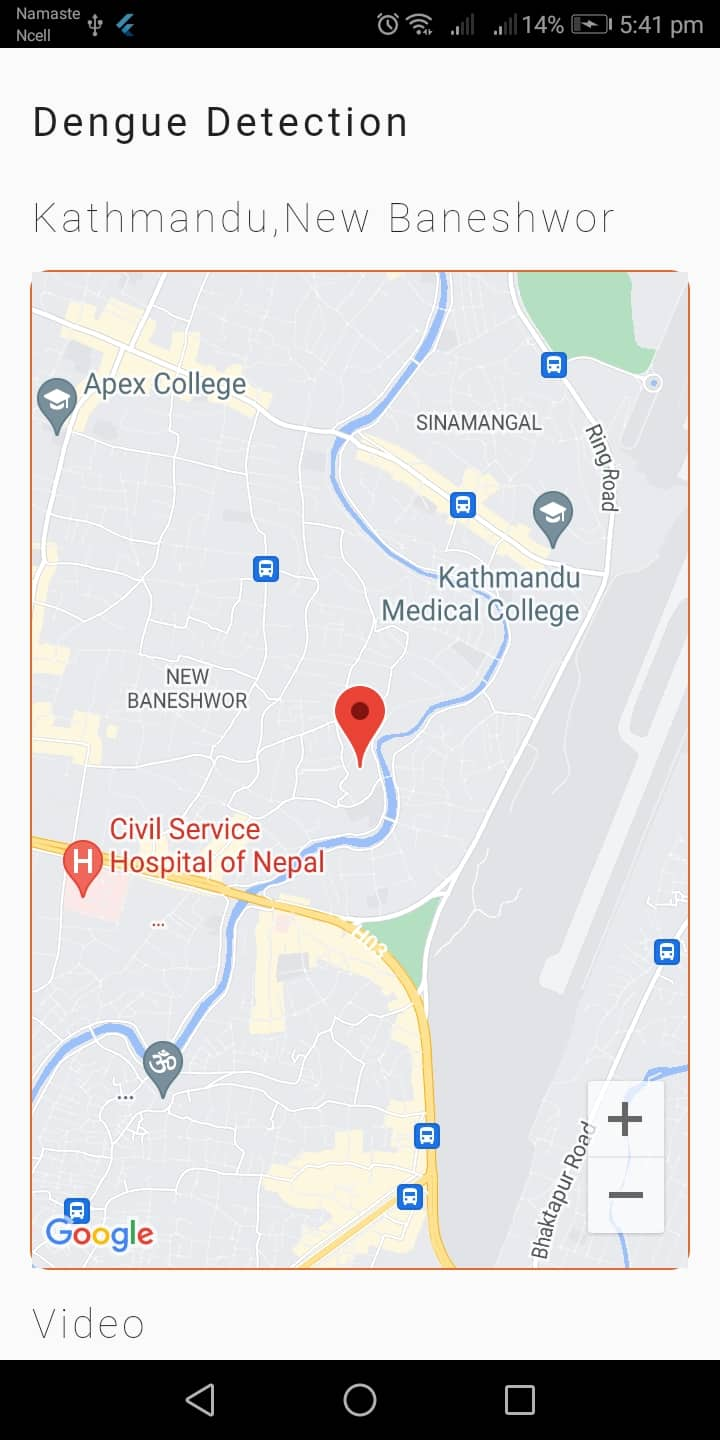 Namaste
Ncell
14%
5:41 pm
Dengue Detection
Kathmandu,New Baneshwor
Apex College
SINAMANGAL
Ring Road
Kathmandu
Medical College
NEW
BANESHWOR
Civil Service
H
Hospital of Nepal
...
H03
ॐ
...
Bhaktapur Road
+
−
Google
Video